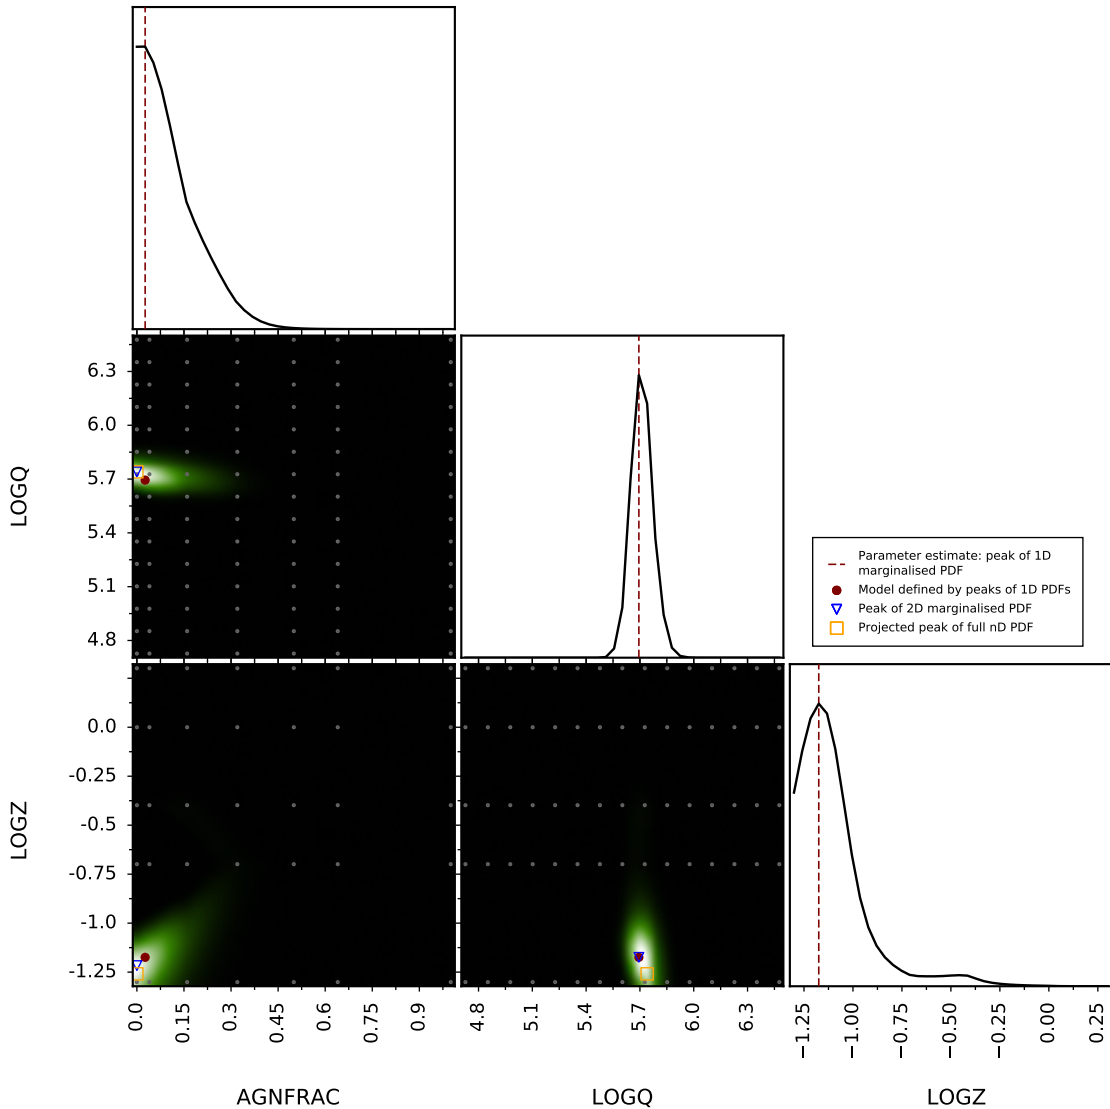 6.3
6.0
5.7
5.4
5.1
4.8
LOGQ
Parameter estimate: peak of 1D
marginalised PDF
Model defined by peaks of 1D PDFs
Peak of 2D marginalised PDF
Projected peak of full nD PDF
0.0
-0.25
-0.5
-0.75
-1.0
-1.25
LOGZ
0.0 0.15 0.3 0.45 0.6 0.75 0.9
4.8 5.1 5.4 5.7 6.0 6.3
−1.25 −1.00 −0.75 −0.50 −0.25 0.00 0.25
AGNFRAC LOGQ LOGZ